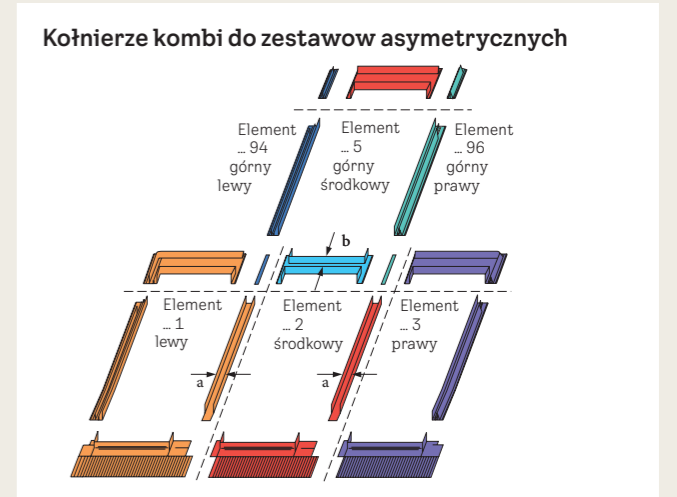 Kołnierze kombi do zestawow asymetrycznych
Element
... 94
górny
lewy
Element
... 5
górny
środkowy
Element
... 96
górny
prawy
b
Element
... 1
lewy
Element
... 2
środkowy
Element
... 3
prawy
a
a